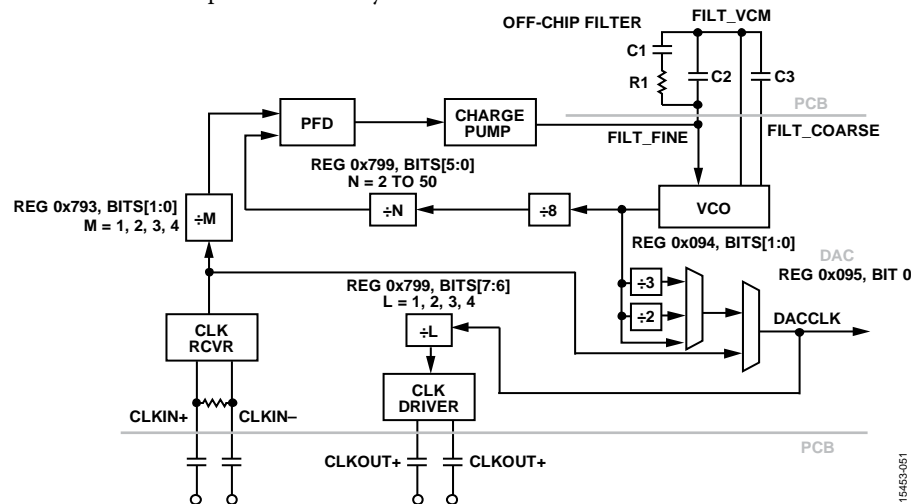 OFF-CHIP FILTER
FILT_VCM
C1
R1
C2
C3
PCB
PFD
CHARGE
PUMP
FILT_FINE
FILT_COARSE
REG 0x799, BITS[5:0]
N = 2 TO 50
REG 0x793, BITS[1:0]
M = 1, 2, 3, 4
÷M
÷N
÷8
VCO
REG 0x094, BITS[1:0]
DAC
REG 0x095, BIT 0
REG 0x799, BITS[7:6]
L = 1, 2, 3, 4
÷3
÷2
DACCLK
CLK
RCVR
÷L
CLK
DRIVER
CLKIN+
CLKIN–
PCB
CLKOUT+
CLKOUT+
15453-051